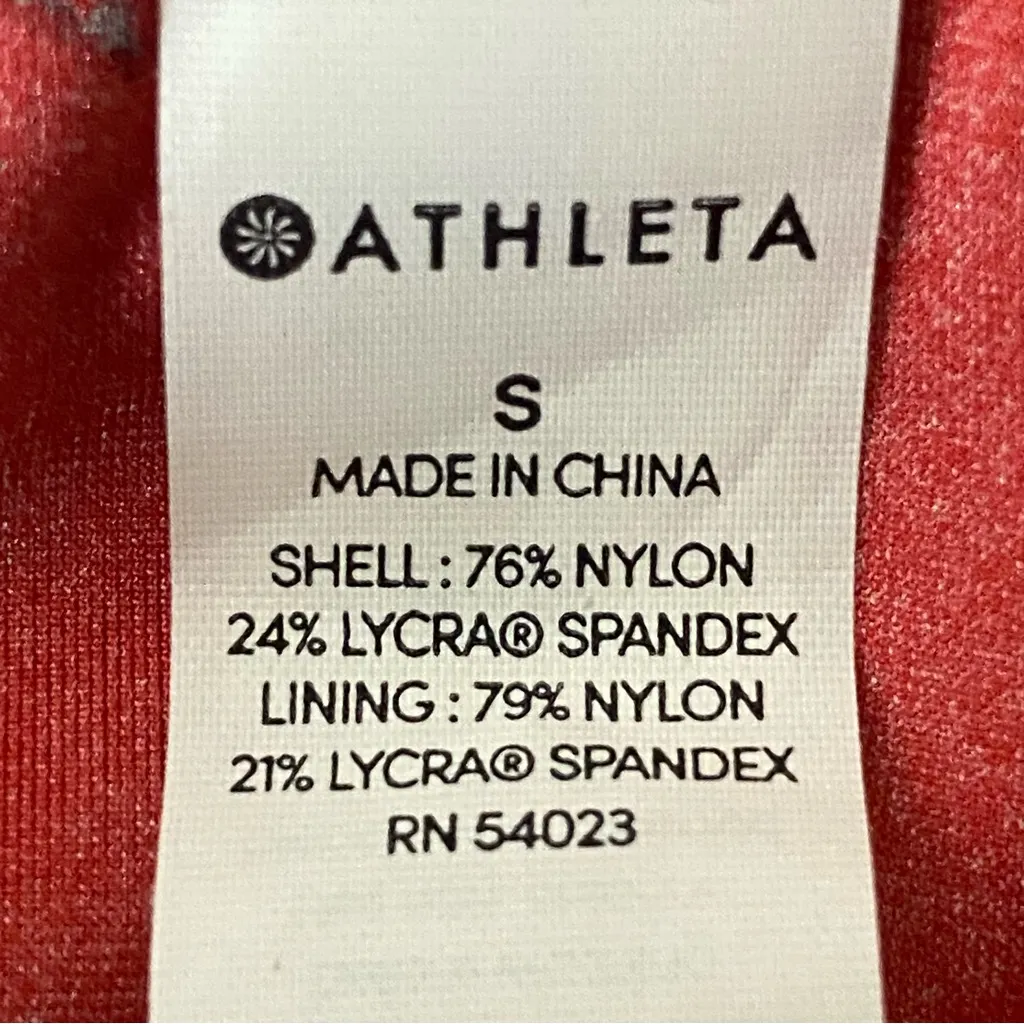 ATHLETA
S
MADE IN CHINA
SHELL : 76% NYLON
24% LYCRA® SPANDEX
LINING : 79% NYLON
21% LYCRA® SPANDEX
RN 54023